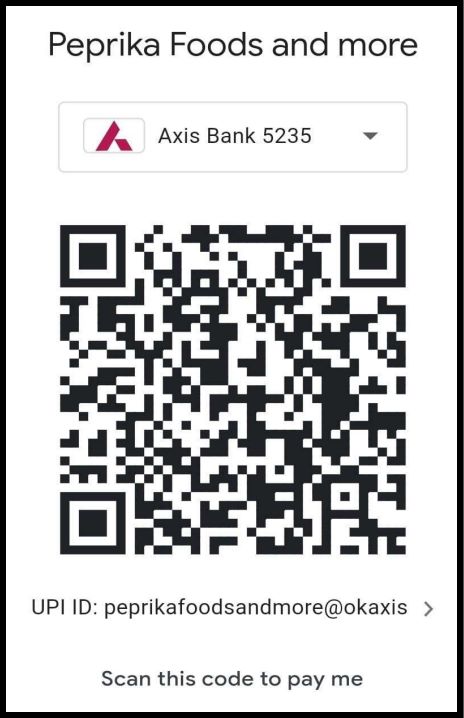 Peprika Foods and more
Axis Bank 5235
UPI ID: peprikafoodsandmore@okaxis
Scan this code to pay me